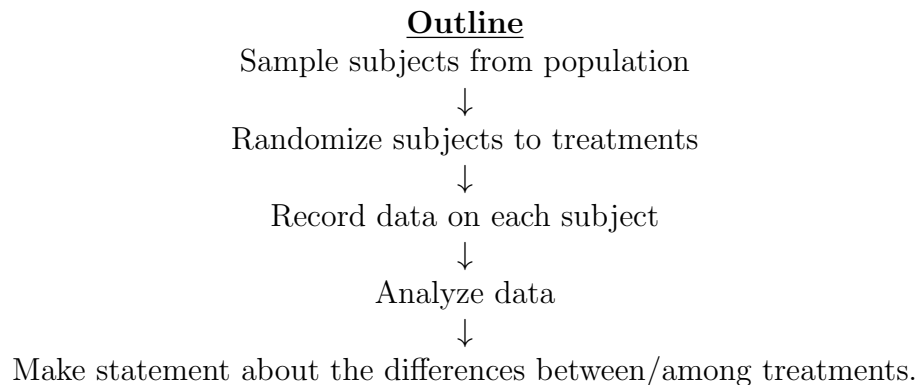 Outline
Sample subjects from population
↓
Randomize subjects to treatments
↓
Record data on each subject
↓
Analyze data
↓
Make statement about the differences between/among treatments.